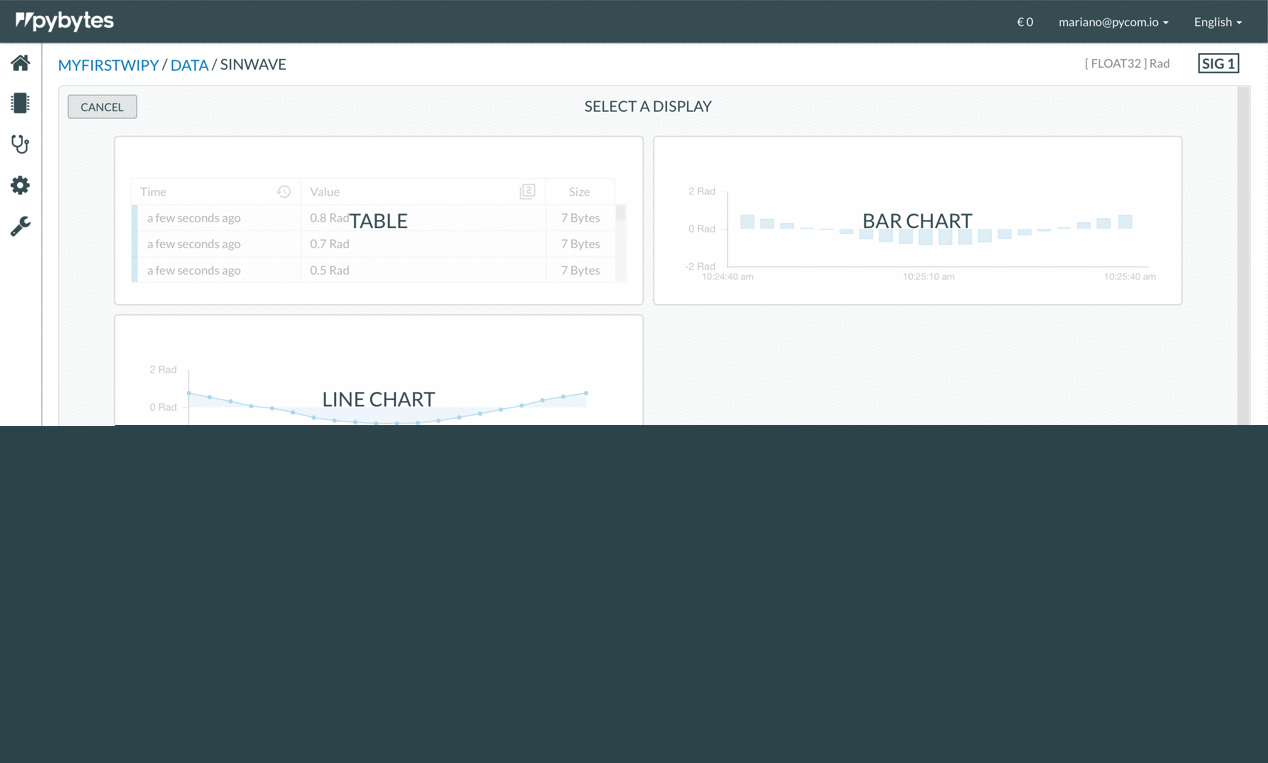 pybytes
€ 0 mariano@pycom.io English
MYFIRSTWIPY / DATA / SINWAVE [ FLOAT32 ] Rad SIG 1
CANCEL SELECT A DISPLAY
Time Value 2 Size
a few seconds ago 0.8 Rad 7 Bytes
a few seconds ago 0.7 Rad 7 Bytes
a few seconds ago 0.5 Rad 7 Bytes
TABLE
2 Rad
0 Rad
-2 Rad
10:24:40 am 10:25:10 am 10:25:40 am
BAR CHART
2 Rad
0 Rad
LINE CHART